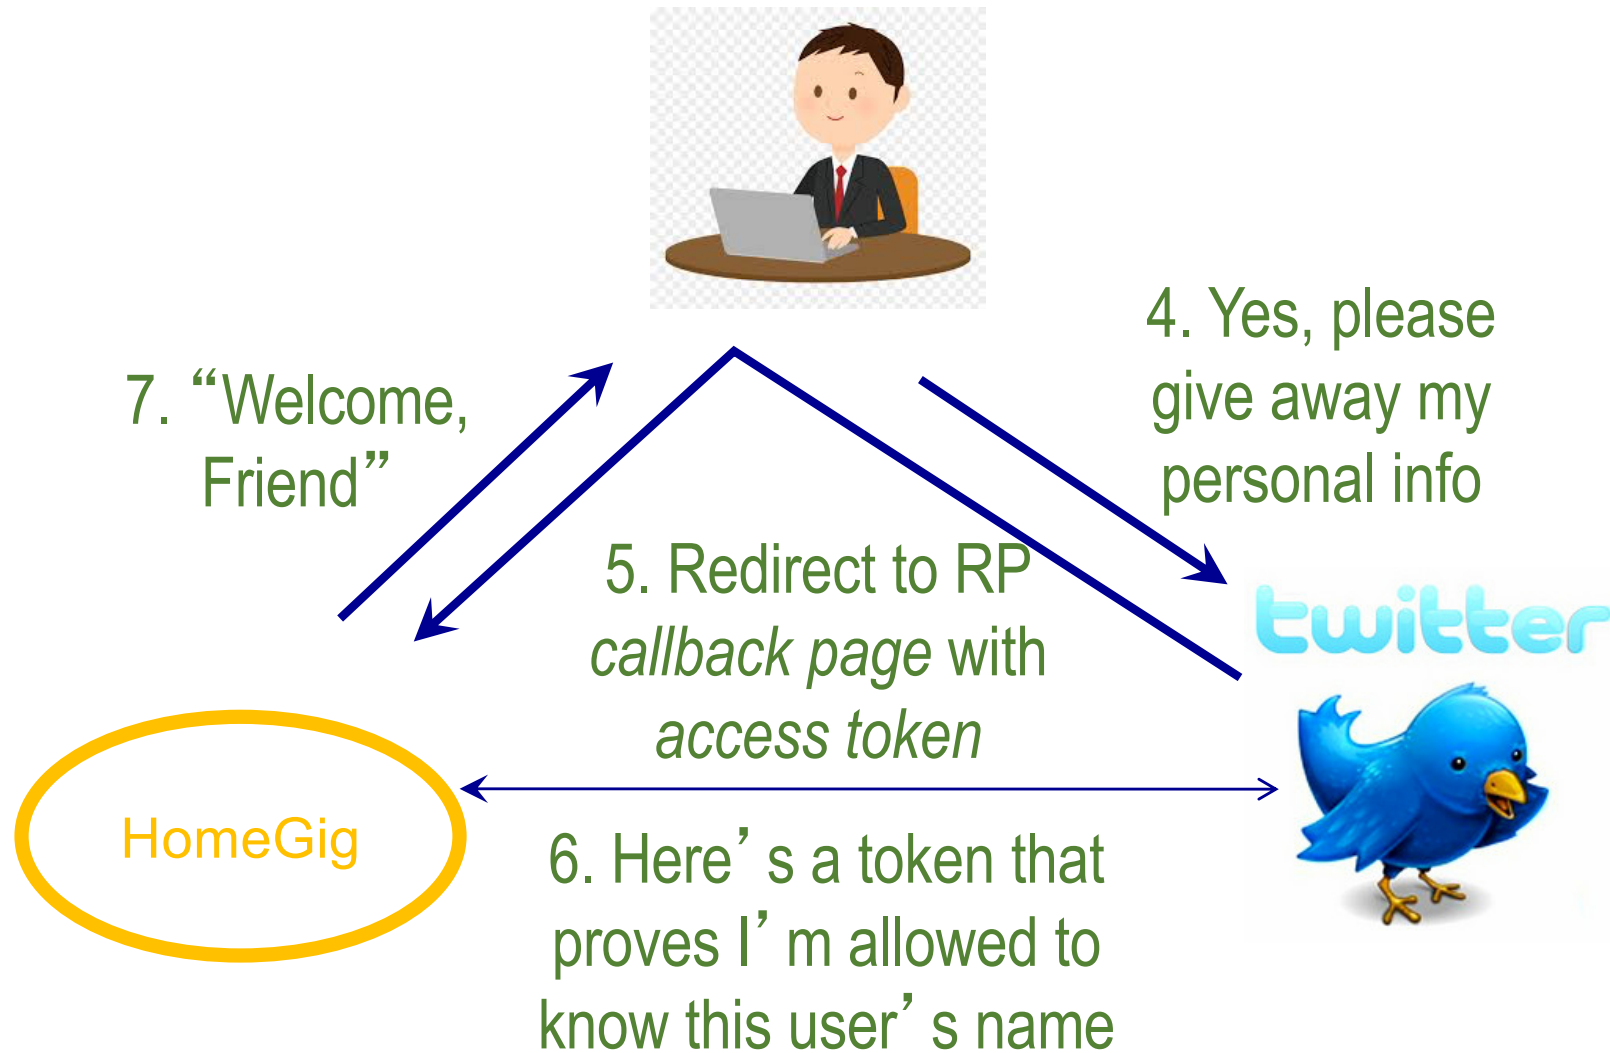 4. Yes, please
give away my
personal info
7. “Welcome,
Friend”
5. Redirect to RP
callback page with
access token
twitter
HomeGig
6. Here’ s a token that
proves I’ m allowed to
know this user’ s name